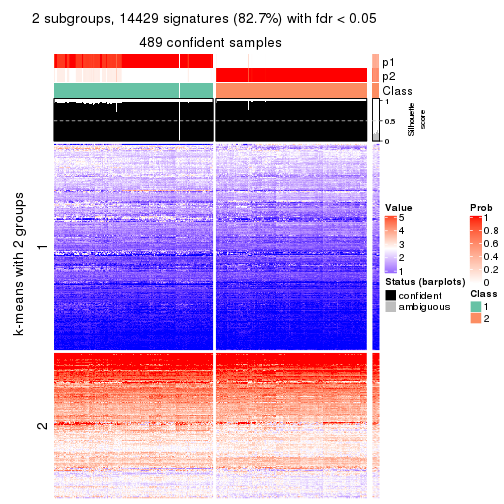 2 subgroups, 14429 signatures (82.7%) with fdr < 0.05
489 confident samples
p1
p2
Class
1
0.5
0
Silhouette
score
k-means with 2 groups
1
2
Value
5
4
3
2
1
Status (barplots)
confident
ambiguous
Prob
1
0.8
0.6
0.4
0.2
0
Class
1
2